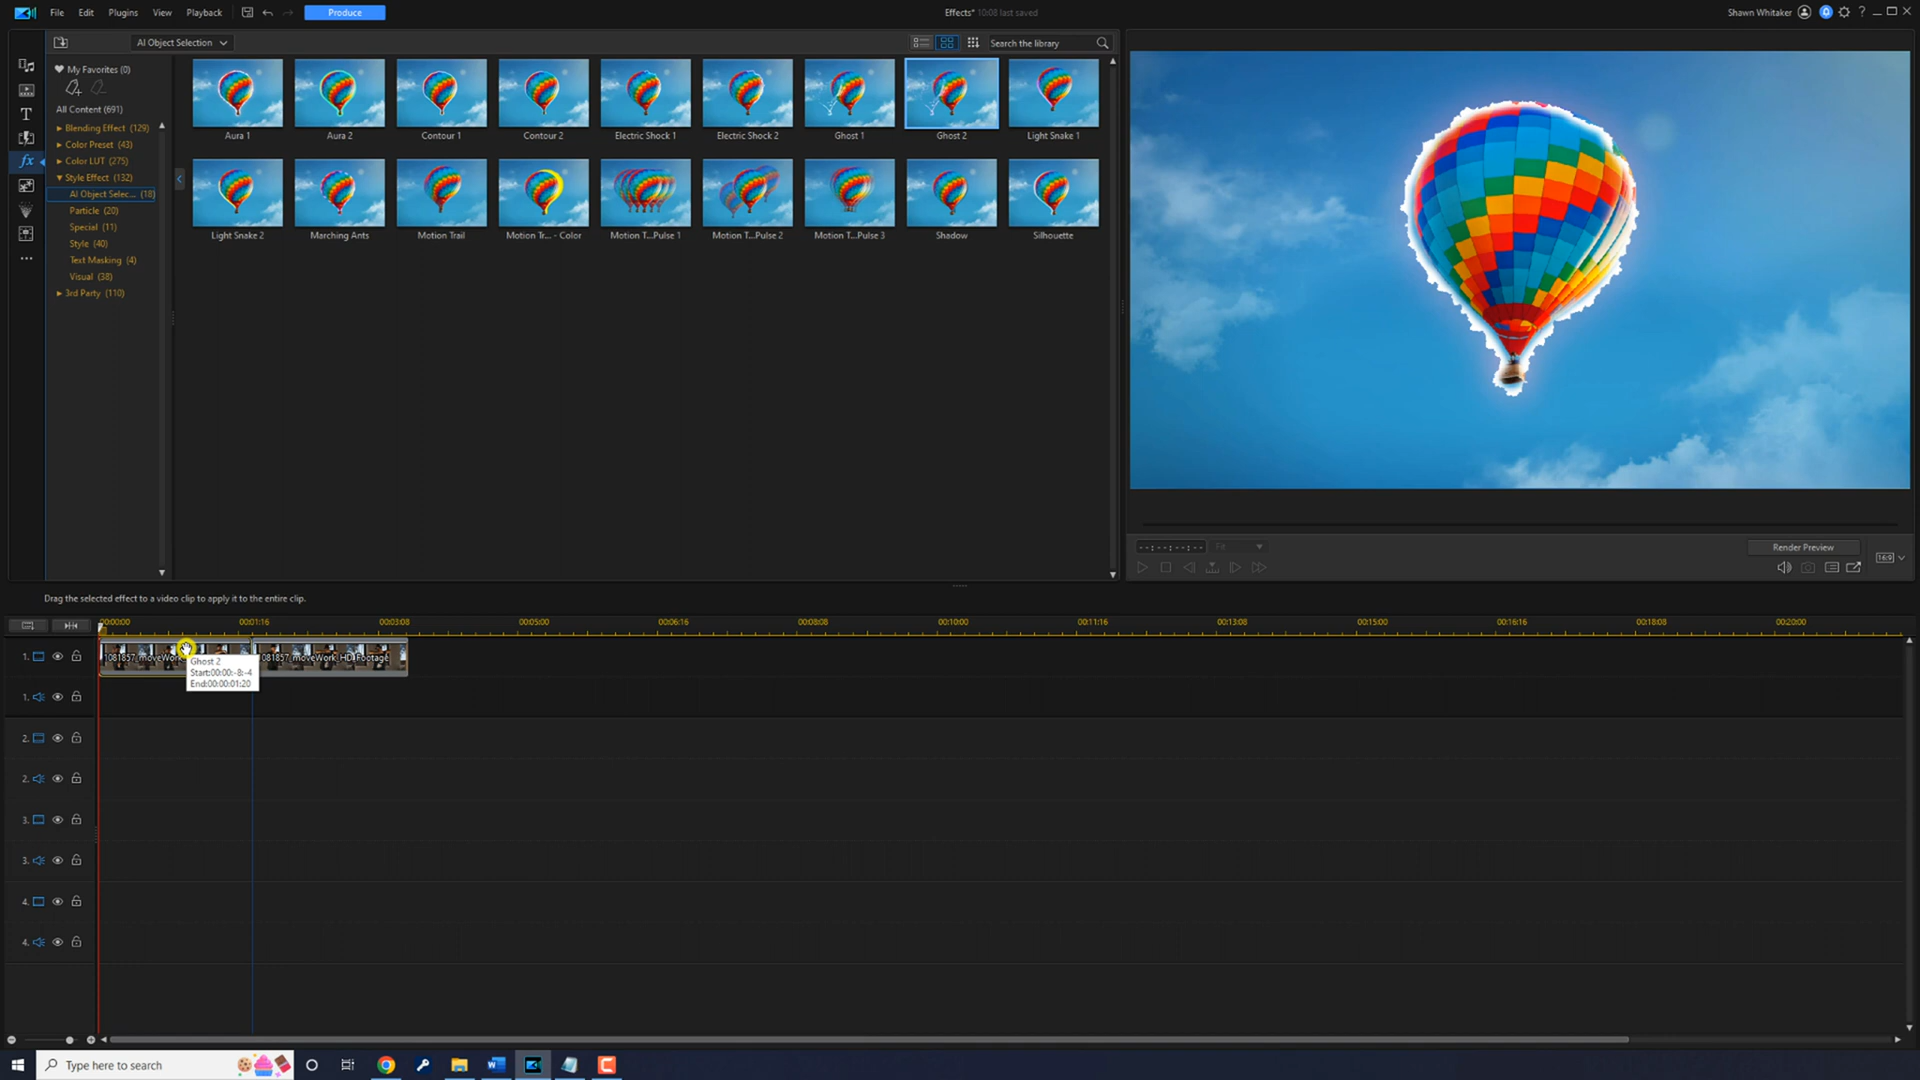 File Edit Plugins View Playback Produce Effects* 10:08 last saved Shawn Whitaker ?
AI Object Selection Search the library
My Favorites (0)
All Content (691)
Blending Effect (129)
Color Preset (43)
Color LUT (275)
Style Effect (132)
AI Object Selec... (18)
Particle (20)
Special (11)
Style (40)
Text Masking (4)
Visual (38)
3rd Party (110)
Aura 1 Aura 2 Contour 1 Contour 2 Electric Shock 1 Electric Shock 2 Ghost 1 Ghost 2 Light Snake 1
Light Snake 2 Marching Ants Motion Trail Motion Tr... - Color Motion T...Pulse 1 Motion T...Pulse 2 Motion T...Pulse 3 Shadow Silhouette
--:--:--:-- Fit Render Preview
16:9
Drag the selected effect to a video clip to apply it to the entire clip.
00:00:00 00:01:16 00:03:08 00:05:00 00:06:16 00:08:08 00:10:00 00:11:16 00:13:08 00:15:00 00:16:16 00:18:08 00:20:00
1. 1081857_moveWork 1081857_moveWork_HD_Footage
Ghost 2
Start:00:00:-8:-4
End:00:00:01:20
1.
2.
2.
3.
3.
4.
4.
Type here to search